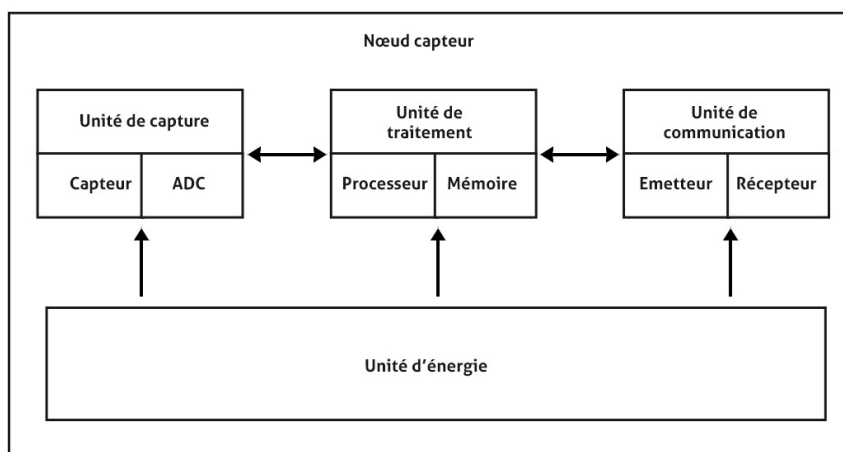 Nœud capteur
Unité de capture
Capteur
ADC
Unité de
traitement
Processeur
Mémoire
Unité de
communication
Emetteur
Récepteur
Unité d’énergie